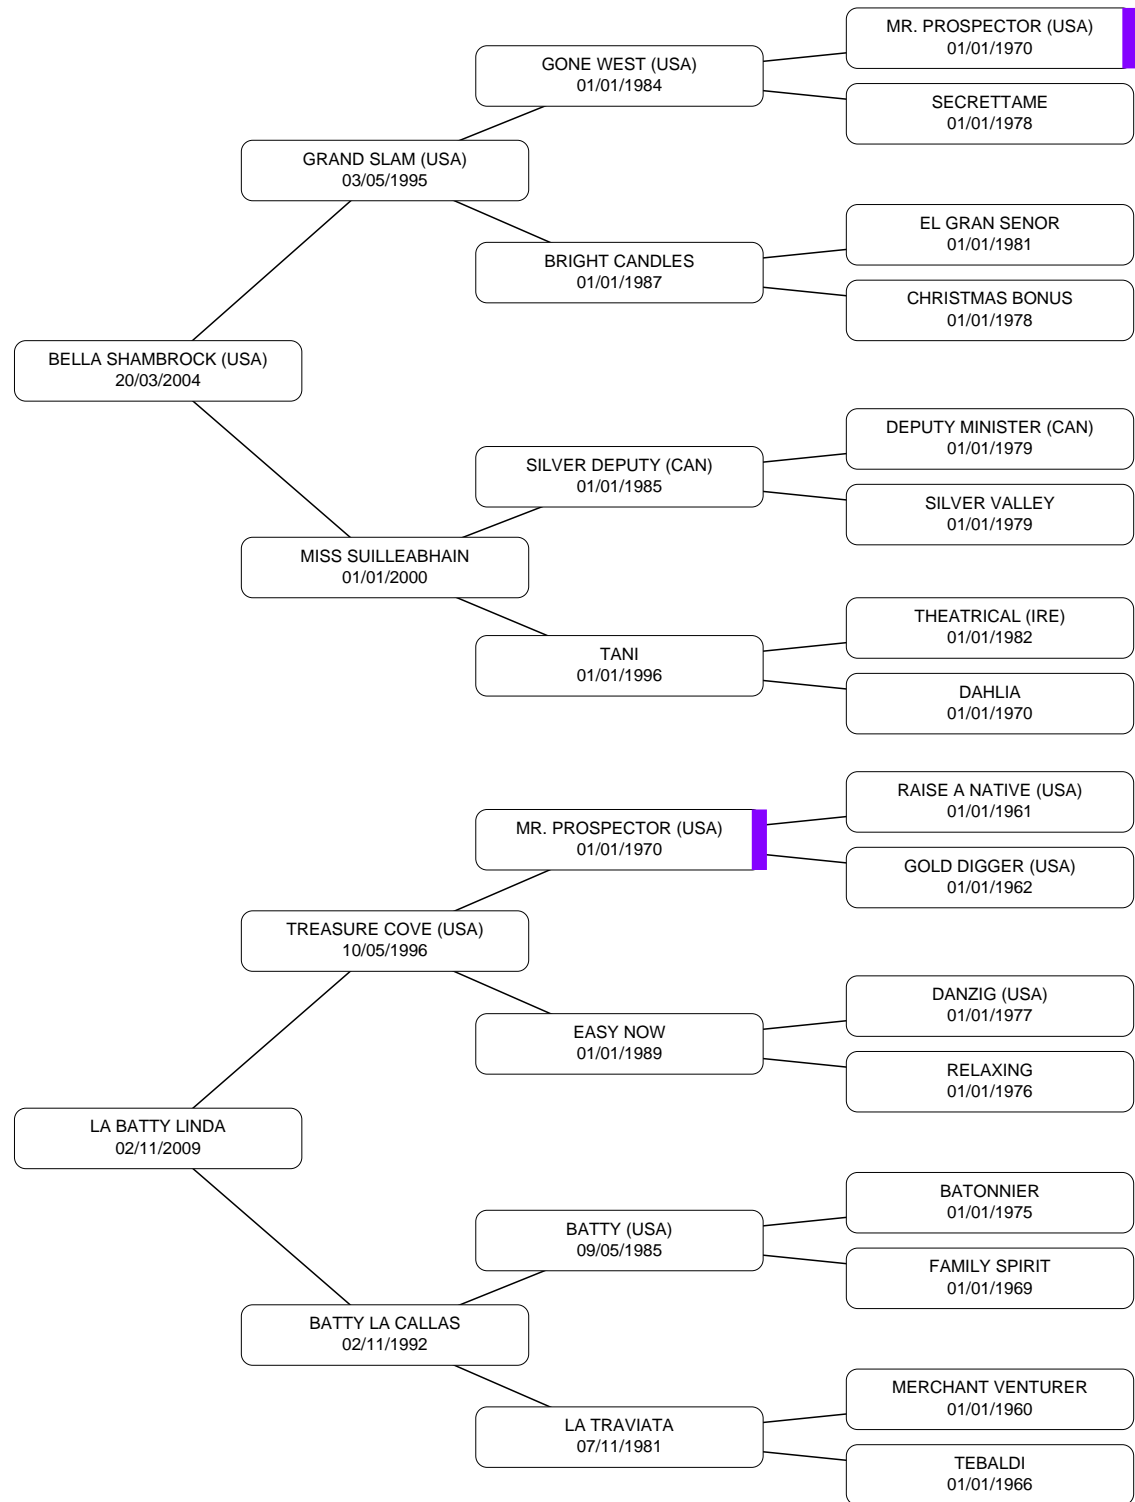 MR. PROSPECTOR (USA)
01/01/1970
GONE WEST (USA)
01/01/1984
SECRETTAME
01/01/1978
GRAND SLAM (USA)
03/05/1995
EL GRAN SENOR
01/01/1981
BRIGHT CANDLES
01/01/1987
CHRISTMAS BONUS
01/01/1978
BELLA SHAMBROCK (USA)
20/03/2004
DEPUTY MINISTER (CAN)
01/01/1979
SILVER DEPUTY (CAN)
01/01/1985
SILVER VALLEY
01/01/1979
MISS SUILLEABHAIN
01/01/2000
THEATRICAL (IRE)
01/01/1982
TANI
01/01/1996
DAHLIA
01/01/1970
RAISE A NATIVE (USA)
01/01/1961
MR. PROSPECTOR (USA)
01/01/1970
GOLD DIGGER (USA)
01/01/1962
TREASURE COVE (USA)
10/05/1996
DANZIG (USA)
01/01/1977
EASY NOW
01/01/1989
RELAXING
01/01/1976
LA BATTY LINDA
02/11/2009
BATONNIER
01/01/1975
BATTY (USA)
09/05/1985
FAMILY SPIRIT
01/01/1969
BATTY LA CALLAS
02/11/1992
MERCHANT VENTURER
01/01/1960
LA TRAVIATA
07/11/1981
TEBALDI
01/01/1966